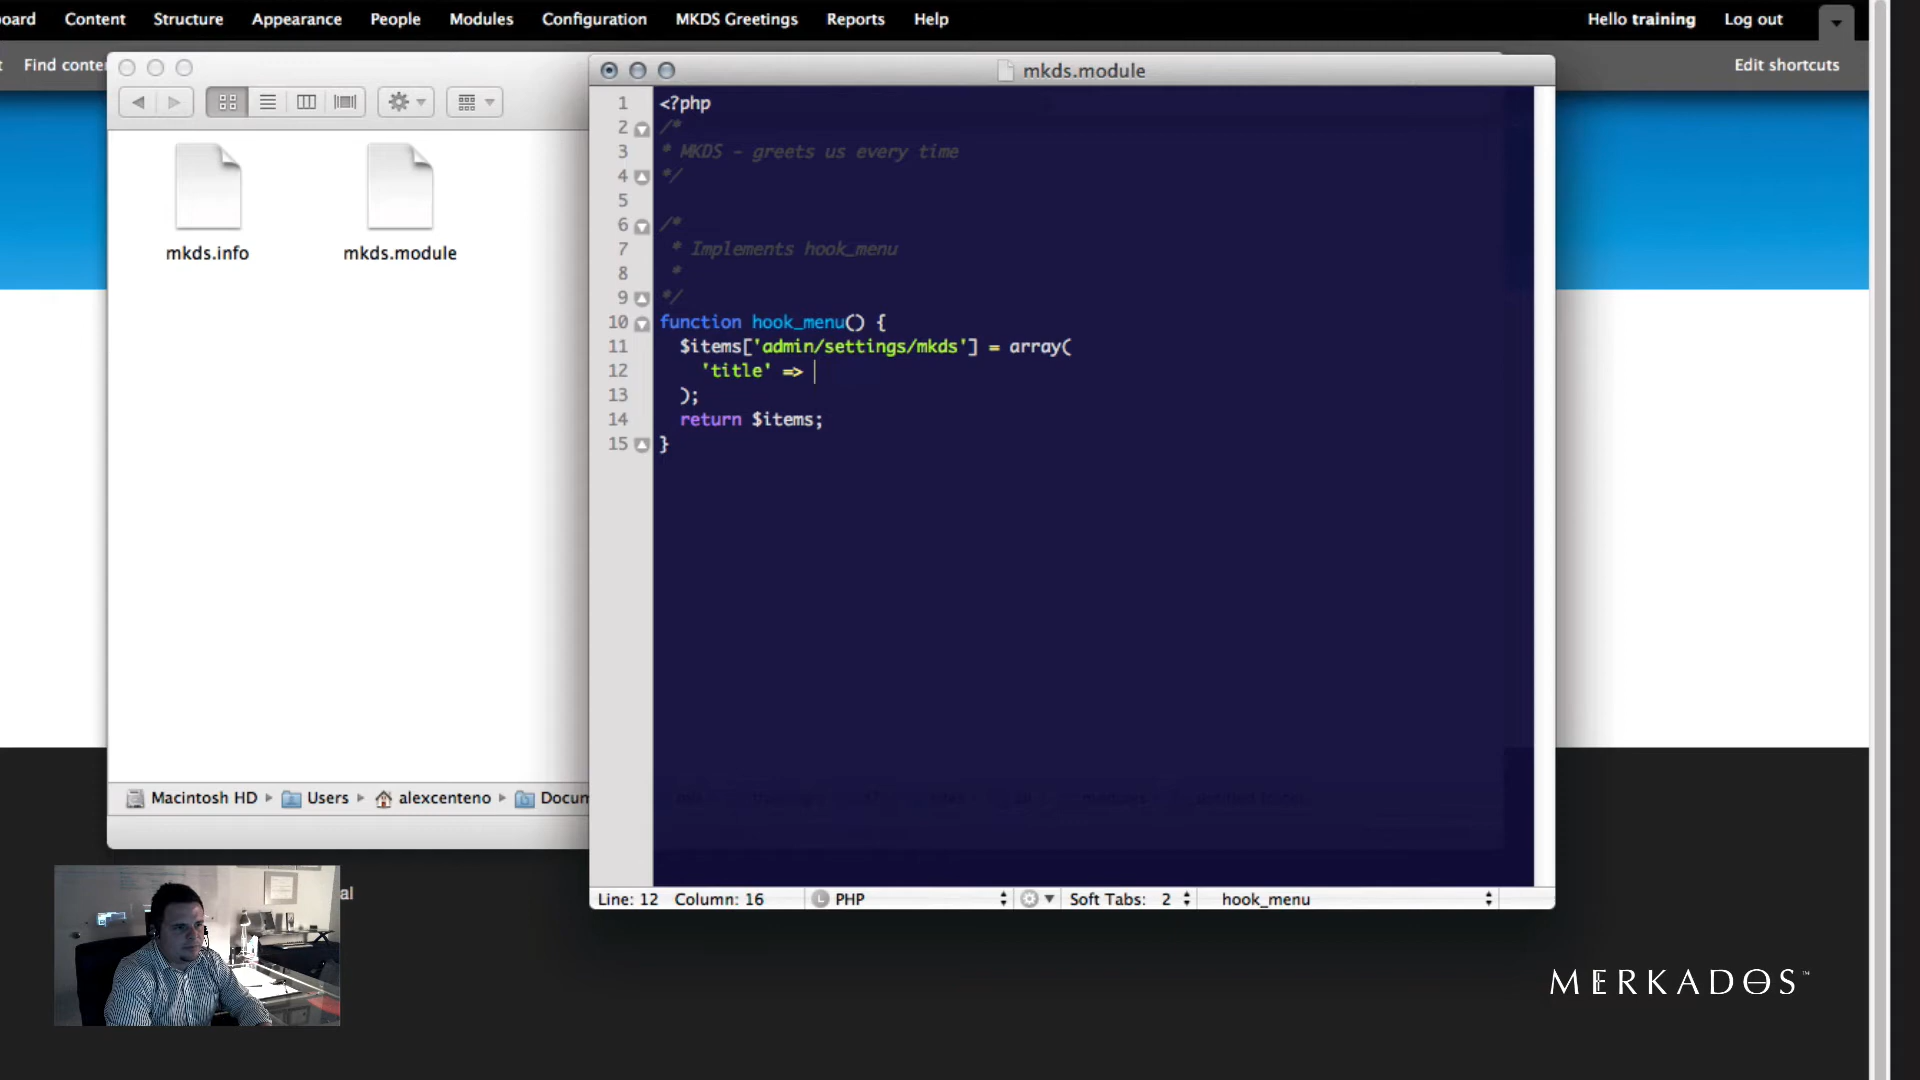 oard Content Structure Appearance People Modules Configuration MKDS Greetings Reports Help Hello training Log out
t Find conte Edit shortcuts
mkds.module
mkds.info mkds.module
1 <?php
2 /*
3 * MKDS - greets us every time
4 */
5
6 /*
7 * Implements hook_menu
8 *
9 */
10 function hook_menu() {
11 $items['admin/settings/mkds'] = array(
12 'title' =>
13 );
14 return $items;
15 }
Macintosh HD ▸ Users ▸ alexcenteno ▸ Docum
al
Line: 12 Column: 16 PHP Soft Tabs: 2 hook_menu
MERKADOS™